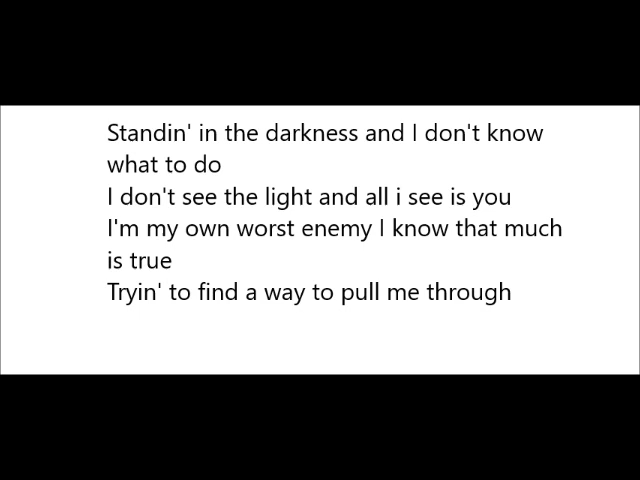 Standin' in the darkness and I don't know
what to do
I don't see the light and all i see is you
I'm my own worst enemy I know that much
is true
Tryin' to find a way to pull me through